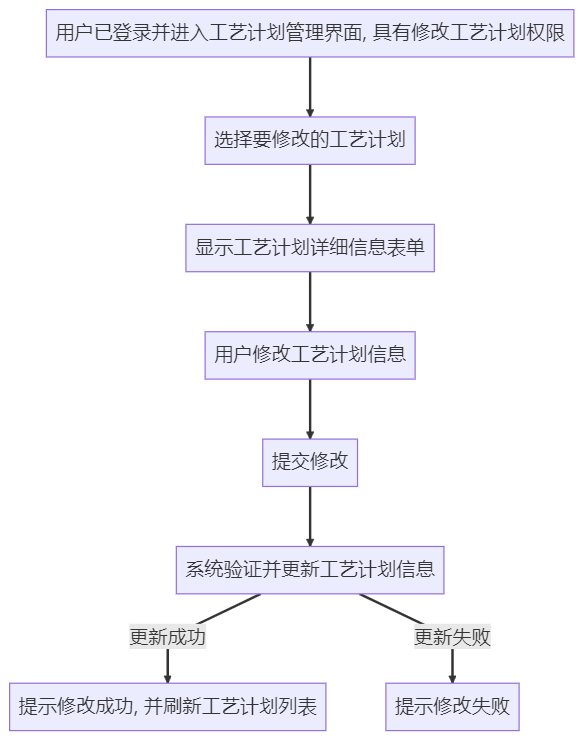 用户已登录并进入工艺计划管理界面, 具有修改工艺计划权限
选择要修改的工艺计划
显示工艺计划详细信息表单
用户修改工艺计划信息
提交修改
系统验证并更新工艺计划信息
更新成功
更新失败
提示修改成功, 并刷新工艺计划列表
提示修改失败